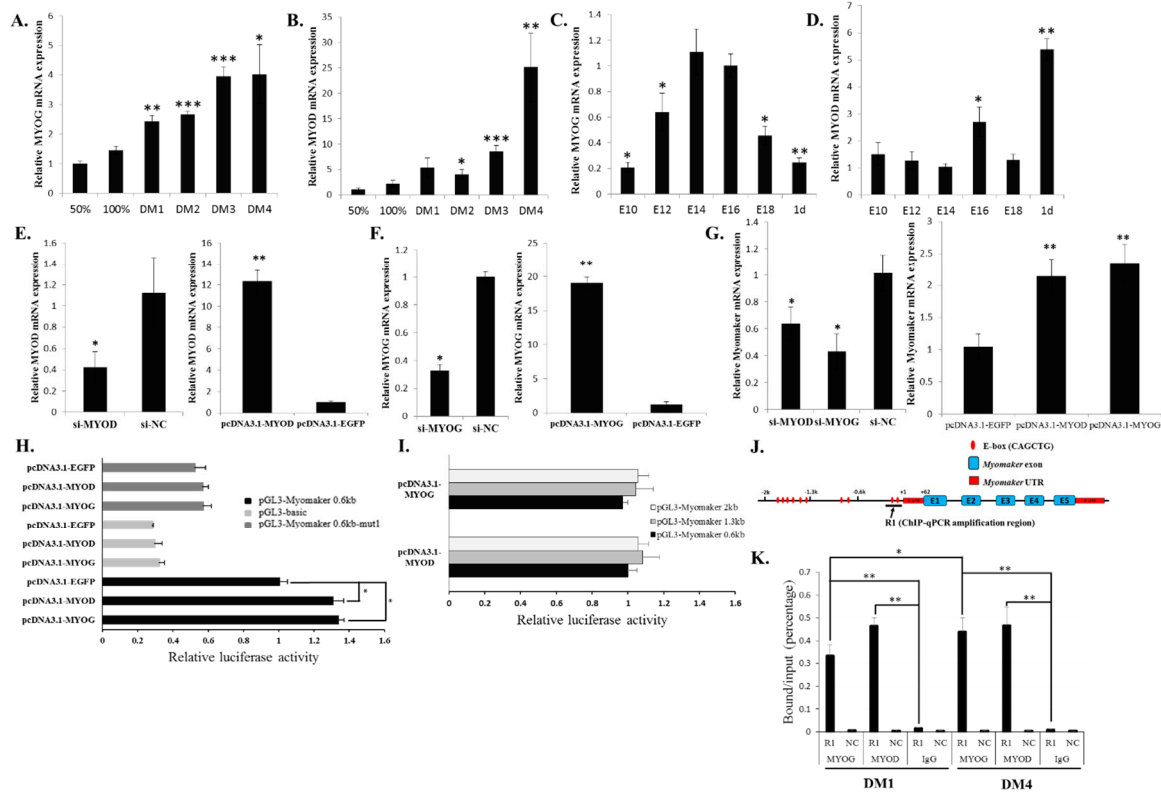 A.
Relative MYOG mRNA expression
6
5
4
3
2
1
0
*
**
***
***
*
50% 100% DM1 DM2 DM3 DM4
B.
Relative MYOD mRNA expression
35
30
25
20
15
10
5
0
*
***
**
50% 100% DM1 DM2 DM3 DM4
C.
Relative MYOG mRNA expression
1.4
1.2
1
0.8
0.6
0.4
0.2
0
*
*
*
**
E10 E12 E14 E16 E18 1d
D.
Relative MYOD mRNA expression
7
6
5
4
3
2
1
0
*
**
E10 E12 E14 E16 E18 1d
E.
Relative MYOD mRNA expression
1.6
1.4
1.2
1
0.8
0.6
0.4
0.2
0
*
si-MYOD si-NC
Relative MYOD mRNA expression
16
14
12
10
8
6
4
2
0
**
pcDNA3.1-MYOD pcDNA3.1-EGFP
F.
Relative MYOG mRNA expression
1.2
1
0.8
0.6
0.4
0.2
0
*
si-MYOG si-NC
Relative MYOG mRNA expression
25
20
15
10
5
0
**
pcDNA3.1-MYOG pcDNA3.1-EGFP
G.
Relative Myomaker mRNA expression
1.4
1.2
1
0.8
0.6
0.4
0.2
0
*
*
si-MYOD si-MYOG si-NC
Relative Myomaker mRNA expression
3
2.5
2
1.5
1
0.5
0
**
**
pcDNA3.1-EGFP pcDNA3.1-MYOD pcDNA3.1-MYOG
H.
pcDNA3.1-EGFP
pcDNA3.1-MYOD
pcDNA3.1-MYOG
pcDNA3.1-EGFP
pcDNA3.1-MYOD
pcDNA3.1-MYOG
pcDNA3.1-EGFP
pcDNA3.1-MYOD
pcDNA3.1-MYOG
pGL3-Myomaker 0.6kb
pGL3-basic
pGL3-Myomaker 0.6kb-mut1
*
*
0 0.2 0.4 0.6 0.8 1 1.2 1.4 1.6
Relative luciferase activity
I.
pcDNA3.1-
MYOG
pcDNA3.1-
MYOD
pGL3-Myomaker 2kb
pGL3-Myomaker 1.3kb
pGL3-Myomaker 0.6kb
0 0.2 0.4 0.6 0.8 1 1.2 1.4 1.6
Relative luciferase activity
J.
E-box (CAGCTG)
Myomaker exon
Myomaker UTR
-2k -1.3k -0.6k +1 +62
E1 E2 E3 E4 E5
R1 (ChIP-qPCR amplification region)
K.
Bound/input (percentage)
0.8
0.7
0.6
0.5
0.4
0.3
0.2
0.1
0
*
**
**
**
**
R1 NC R1 NC R1 NC R1 NC R1 NC R1 NC
MYOG MYOD IgG MYOG MYOD IgG
DM1 DM4